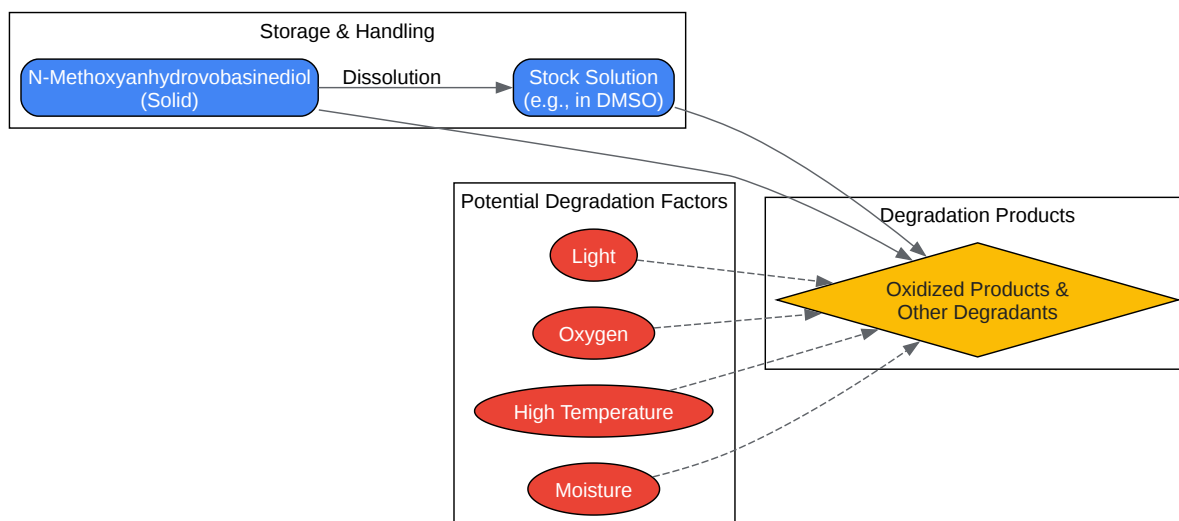 Storage & Handling
N-Methoxyanhydrovobasinediol
(Solid)
Dissolution
Stock Solution
(e.g., in DMSO)
Potential Degradation Factors
Light
Oxygen
High Temperature
Moisture
Degradation Products
Oxidized Products &
Other Degradants